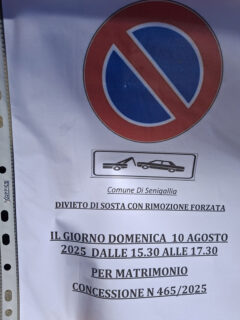 Comune Di Senigallia
DIVIETO DI SOSTA CON RIMOZIONE FORZATA
IL GIORNO DOMENICA 10 AGOSTO
2025 DALLE 15.30 ALLE 17.30
PER MATRIMONIO
CONCESSIONE N 465/2025